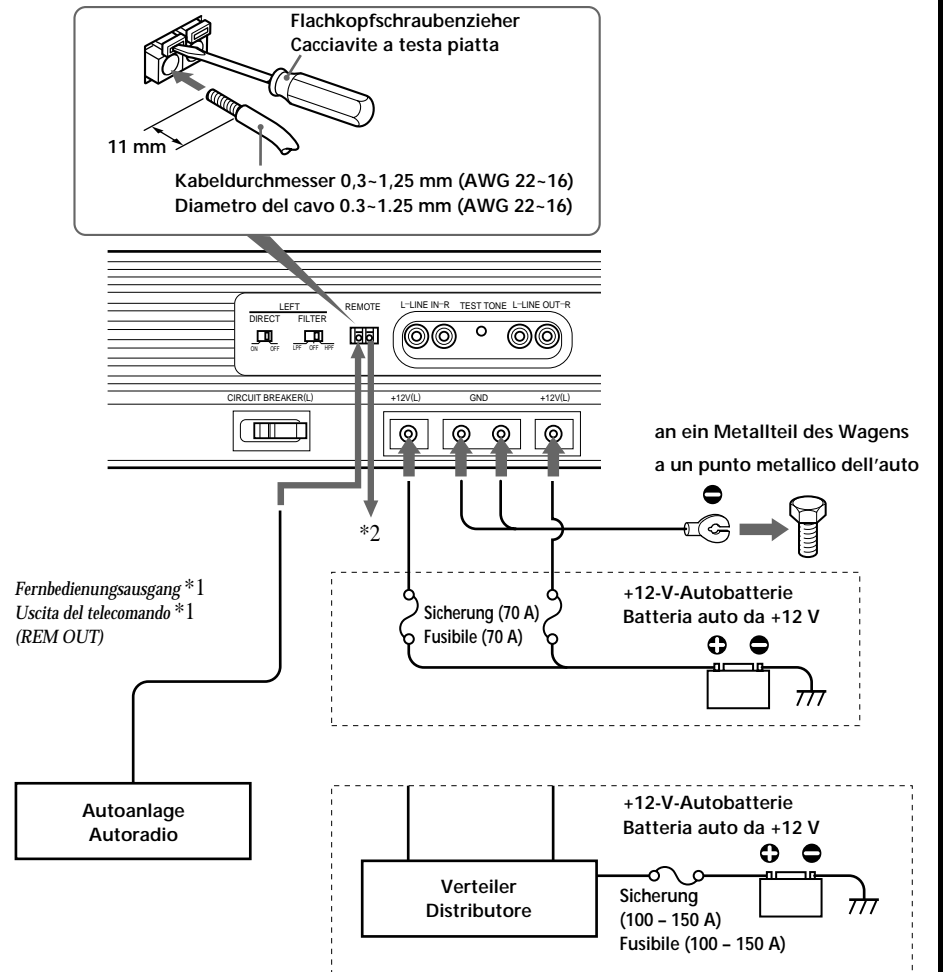 Flachkopfschraubenzieher
Cacciavite a testa piatta
11 mm
Kabeldurchmesser 0,3~1,25 mm (AWG 22~16)
Diametro del cavo 0.3~1.25 mm (AWG 22~16)
LEFT
DIRECT FILTER
ON OFF LPF OFF HPF
REMOTE
L–LINE IN–R TEST TONE L–LINE OUT–R
CIRCUIT BREAKER(L)
+12V(L) GND +12V(L)
an ein Metallteil des Wagens
a un punto metallico dell'auto
*2
Fernbedienungsausgang *1
Uscita del telecomando *1
(REM OUT)
Sicherung (70 A)
Fusibile (70 A)
+12-V-Autobatterie
Batteria auto da +12 V
Autoanlage
Autoradio
+12-V-Autobatterie
Batteria auto da +12 V
Verteiler
Distributore
Sicherung
(100 – 150 A)
Fusibile (100 – 150 A)